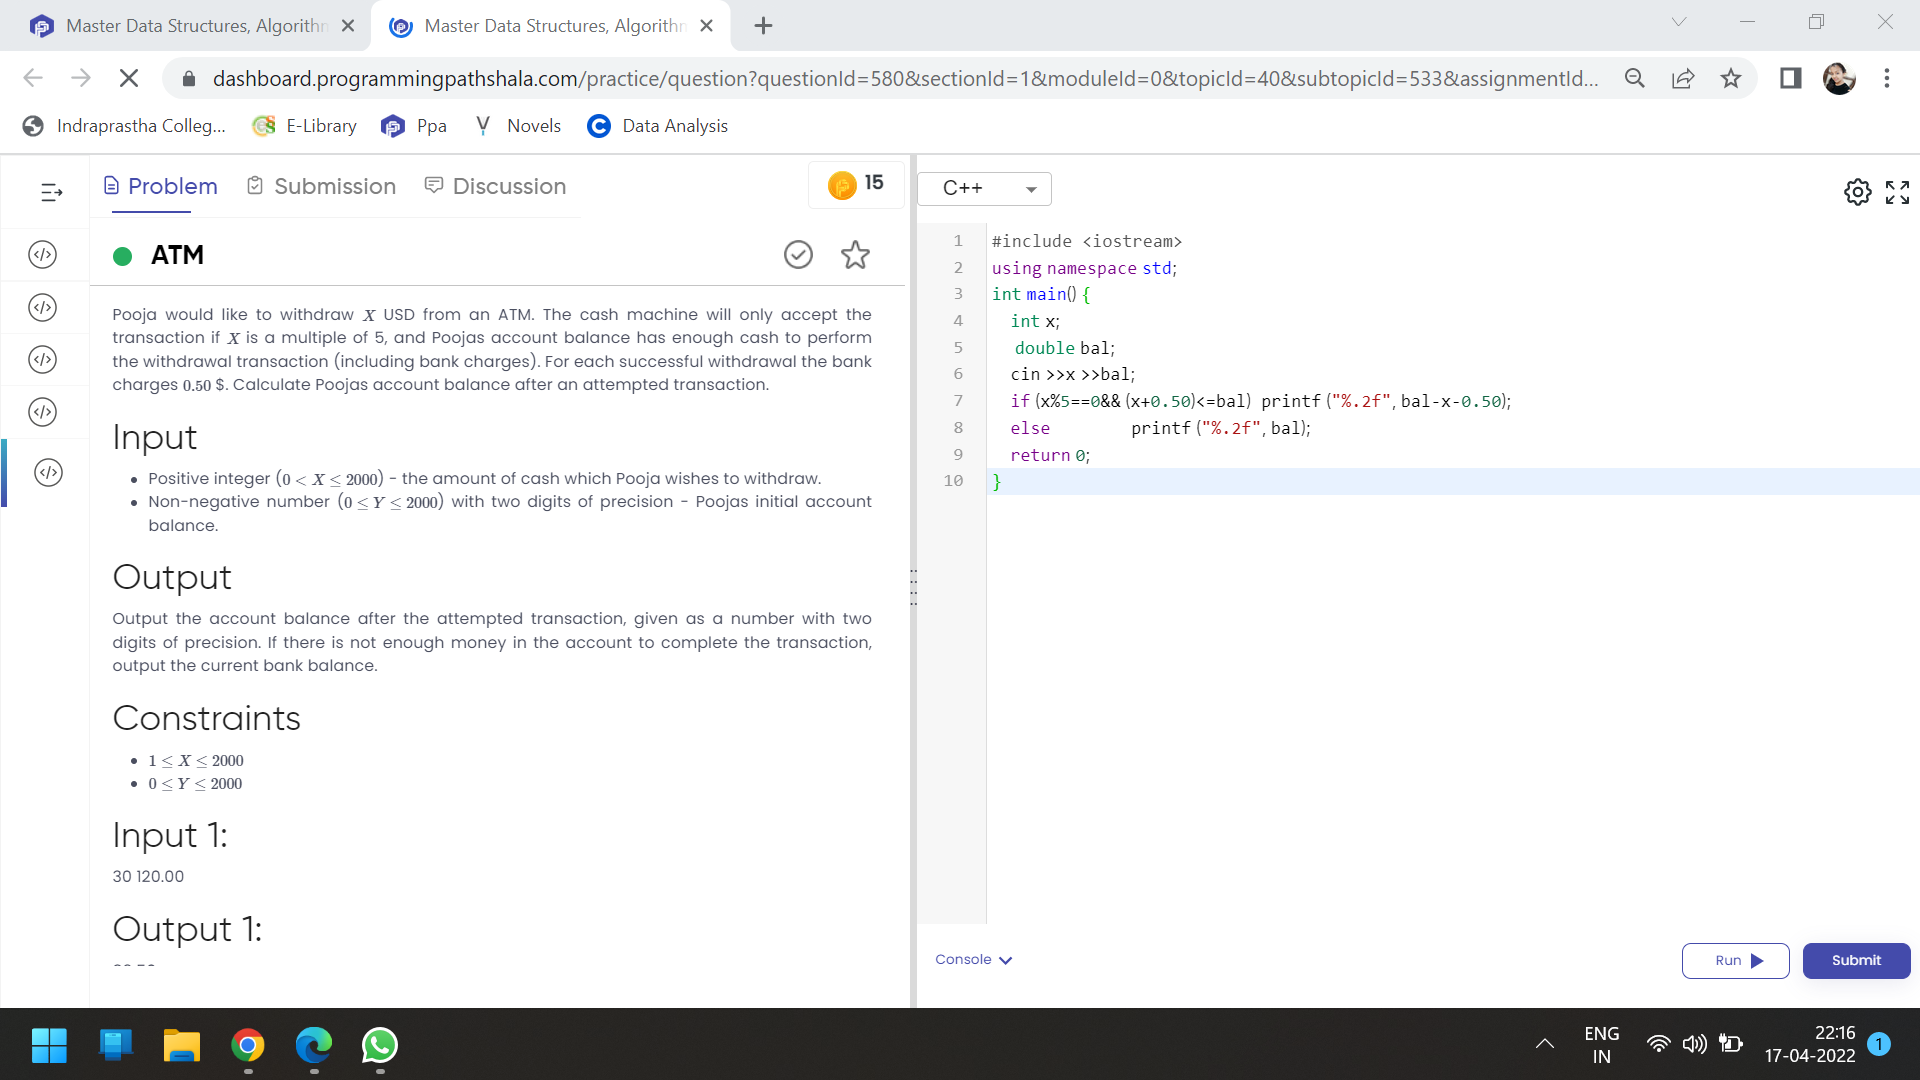 Master Data Structures, Algorithm
Master Data Structures, Algorithm
dashboard.programmingpathshala.com/practice/question?questionId=580&sectionId=1&moduleId=0&topicId=40&subtopicId=533&assignmentId...
Indraprastha Colleg...
E-Library
Ppa
Novels
Data Analysis
Problem
Submission
Discussion
15
ATM
Pooja would like to withdraw X USD from an ATM. The cash machine will only accept the
transaction if X is a multiple of 5, and Poojas account balance has enough cash to perform
the withdrawal transaction (including bank charges). For each successful withdrawal the bank
charges 0.50 $. Calculate Poojas account balance after an attempted transaction.
Input
• Positive integer (0 < X ≤ 2000) - the amount of cash which Pooja wishes to withdraw.
• Non-negative number (0 ≤ Y ≤ 2000) with two digits of precision - Poojas initial account
balance.
Output
Output the account balance after the attempted transaction, given as a number with two
digits of precision. If there is not enough money in the account to complete the transaction,
output the current bank balance.
Constraints
• 1 ≤ X ≤ 2000
• 0 ≤ Y ≤ 2000
Input 1:
30 120.00
Output 1:
C++
1 #include <iostream>
2 using namespace std;
3 int main() {
4 int x;
5 double bal;
6 cin >>x >>bal;
7 if (x%5==0&& (x+0.50)<=bal) printf ("%.2f", bal-x-0.50);
8 else printf ("%.2f", bal);
9 return 0;
10 }
Console
Run
Submit
ENG
IN
22:16
17-04-2022
1